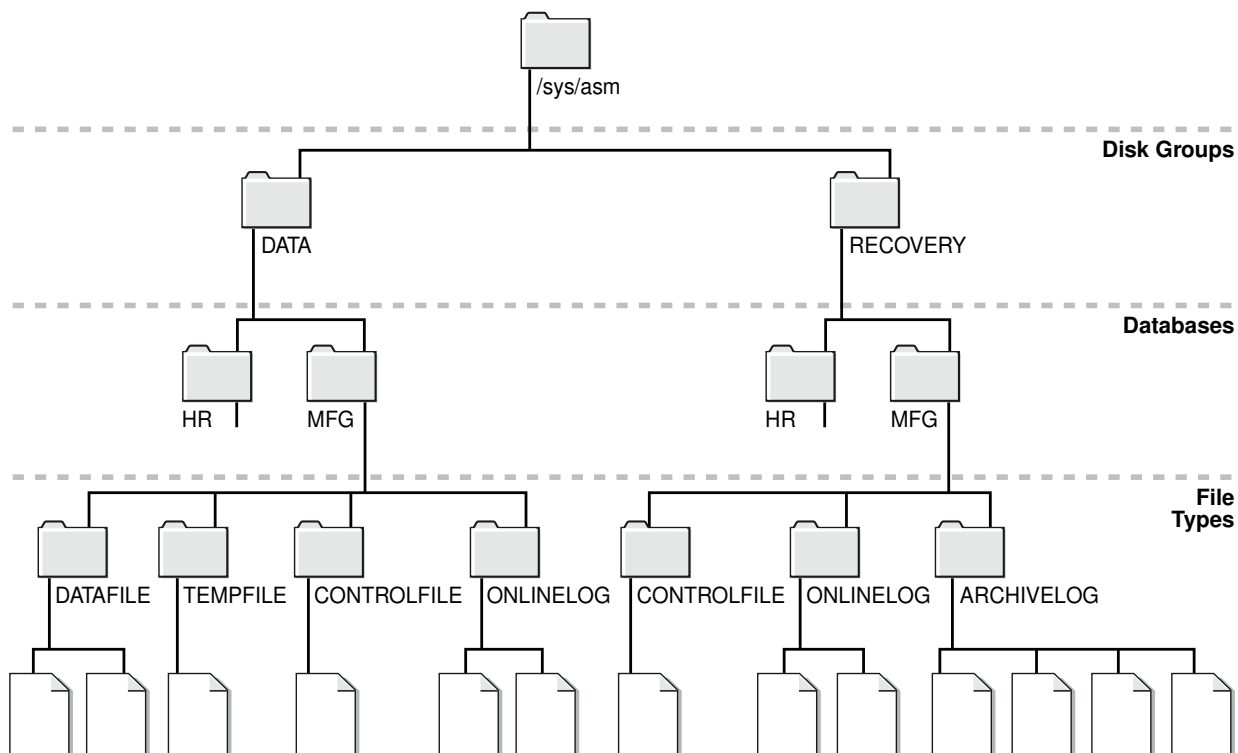 /sys/asm
Disk Groups
DATA
RECOVERY
Databases
HR
MFG
HR
MFG
File
Types
DATAFILE
TEMPFILE
CONTROLFILE
ONLINELOG
CONTROLFILE
ONLINELOG
ARCHIVELOG